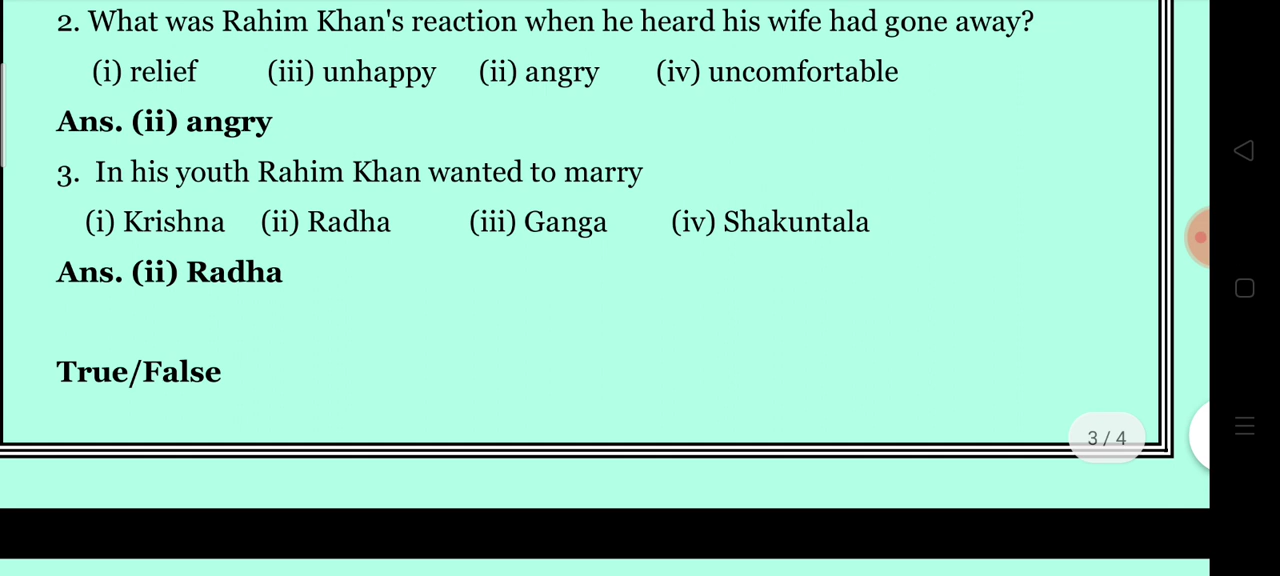 2. What was Rahim Khan's reaction when he heard his wife had gone away?
(i) relief (iii) unhappy (ii) angry (iv) uncomfortable
Ans. (ii) angry
3. In his youth Rahim Khan wanted to marry
(i) Krishna (ii) Radha (iii) Ganga (iv) Shakuntala
Ans. (ii) Radha
True/False
3 / 4